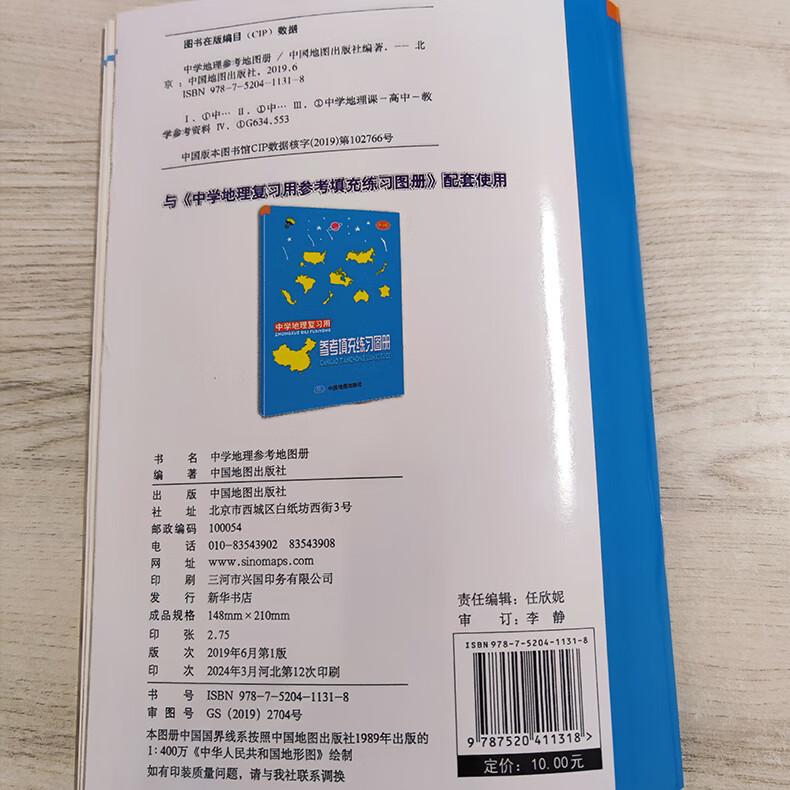 图书在版编目（CIP）数据
中学地理参考地图册 / 中国地图出版社编著. -- 北
京：中国地图出版社，2019.6
ISBN 978-7-5204-1131-8
Ⅰ. ①中… Ⅱ. ①中… Ⅲ. ①中学地理课－高中－教
学参考资料 Ⅳ. ①G634.553
中国版本图书馆CIP数据核字(2019)第102766号
与《中学地理复习用参考填充练习图册》配套使用
中学地理复习用
ZHONGXUE DILI FUXIYONG
参考填充练习图册
中国地图出版社
书 名 中学地理参考地图册
编 著 中国地图出版社
出 版 中国地图出版社
社 址 北京市西城区白纸坊西街3号
邮政编码 100054
电 话 010-83543902 83543908
网 址 www.sinomaps.com
印 刷 三河市兴国印务有限公司
发 行 新华书店
成品规格 148mm×210mm
印 张 2.75
版 次 2019年6月第1版
印 次 2024年3月河北第12次印刷
书 号 ISBN 978-7-5204-1131-8
审图号 GS (2019) 2704号
本图册中国国界线系按照中国地图出版社1989年出版的
1:400万《中华人民共和国地形图》绘制
如有印装质量问题，请与我社联系调换
责任编辑：任欣妮
审 订：李 静
ISBN 978-7-5204-1131-8
9 787520 411318 >
定价：10.00元